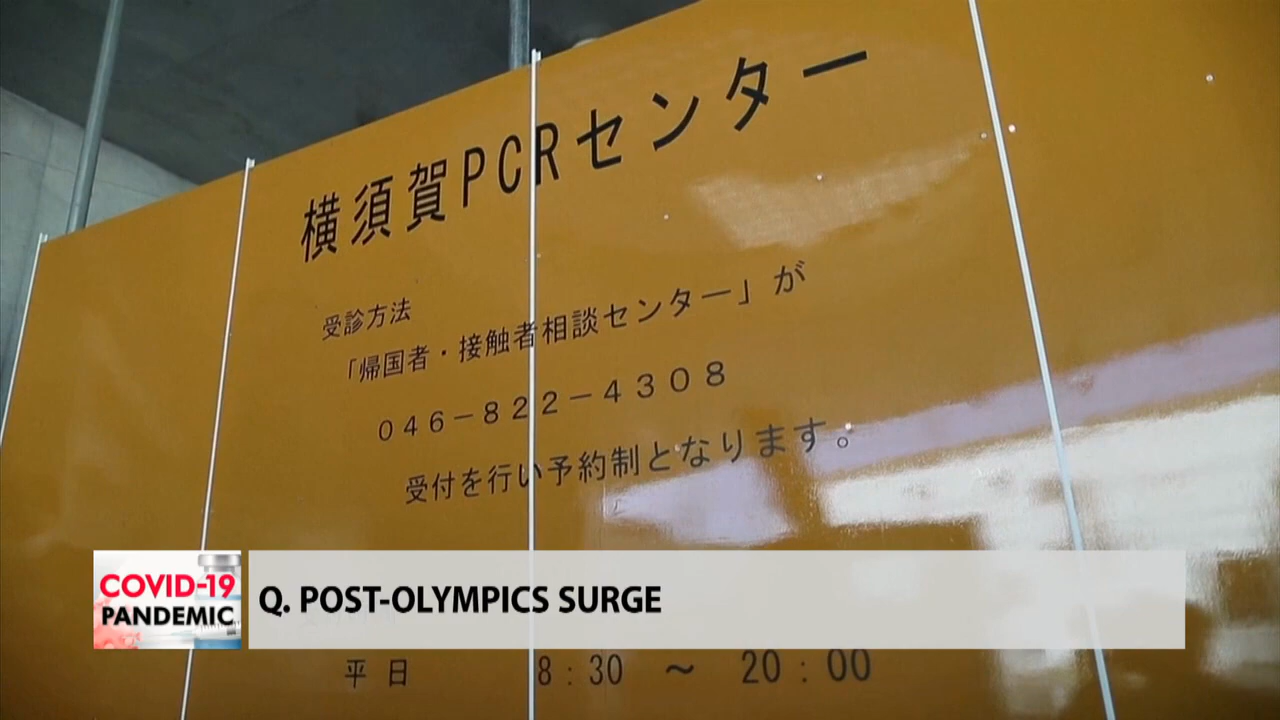 横須賀PCRセンター
受診方法
「帰国者・接触者相談センター」が
046-822-4308
受付を行い予約制となります。
COVID-19
PANDEMIC
Q. POST-OLYMPICS SURGE
平日 8:30 ～ 20:00